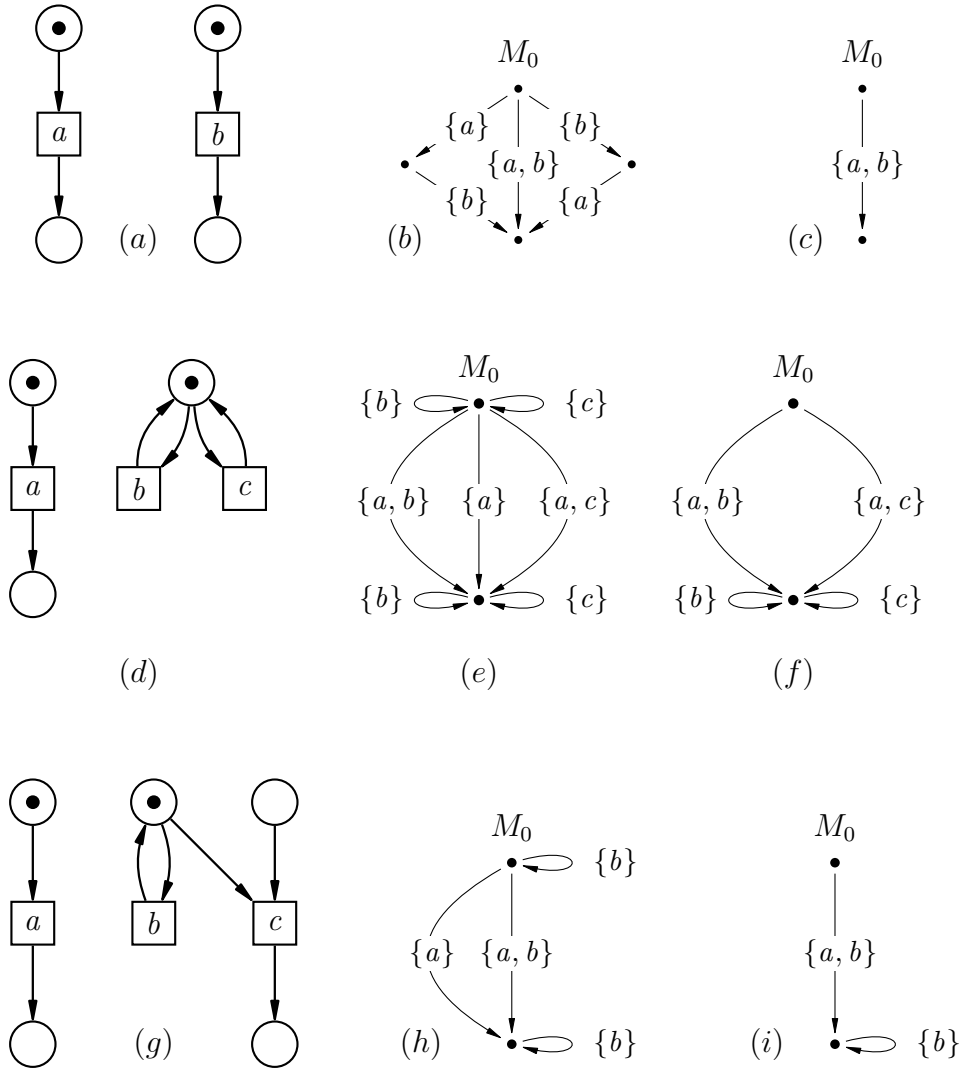 M₀ M₀
a b {a} {b} {a, b} {a, b}
{b} {a}
(a) (b) (c)
M₀ M₀
{b} {c}
a b c {a, b} {a} {a, c} {a, b} {a, c}
{b} {c} {b} {c}
(d) (e) (f)
M₀ M₀
{b}
a b c {a} {a, b} {a, b}
(g) (h) {b} (i) {b}